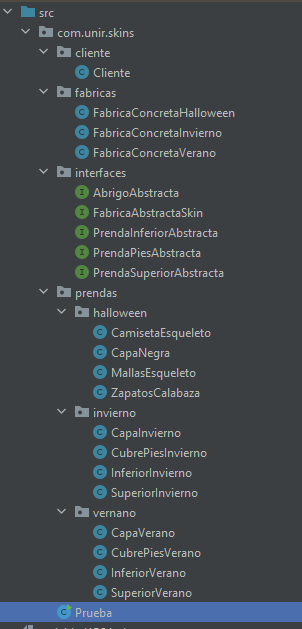 src
com.unir.skins
cliente
Cliente
fabricas
FabricaConcretaHalloween
FabricaConcretaInvierno
FabricaConcretaVerano
interfaces
AbrigoAbstracta
FabricaAbstractaSkin
PrendaInferiorAbstracta
PrendaPiesAbstracta
PrendaSuperiorAbstracta
prendas
halloween
CamisetaEsqueleto
CapaNegra
MallasEsqueleto
ZapatosCalabaza
invierno
CapaInvierno
CubrePiesInvierno
InferiorInvierno
SuperiorInvierno
vernano
CapaVerano
CubrePiesVerano
InferiorVerano
SuperiorVerano
Prueba